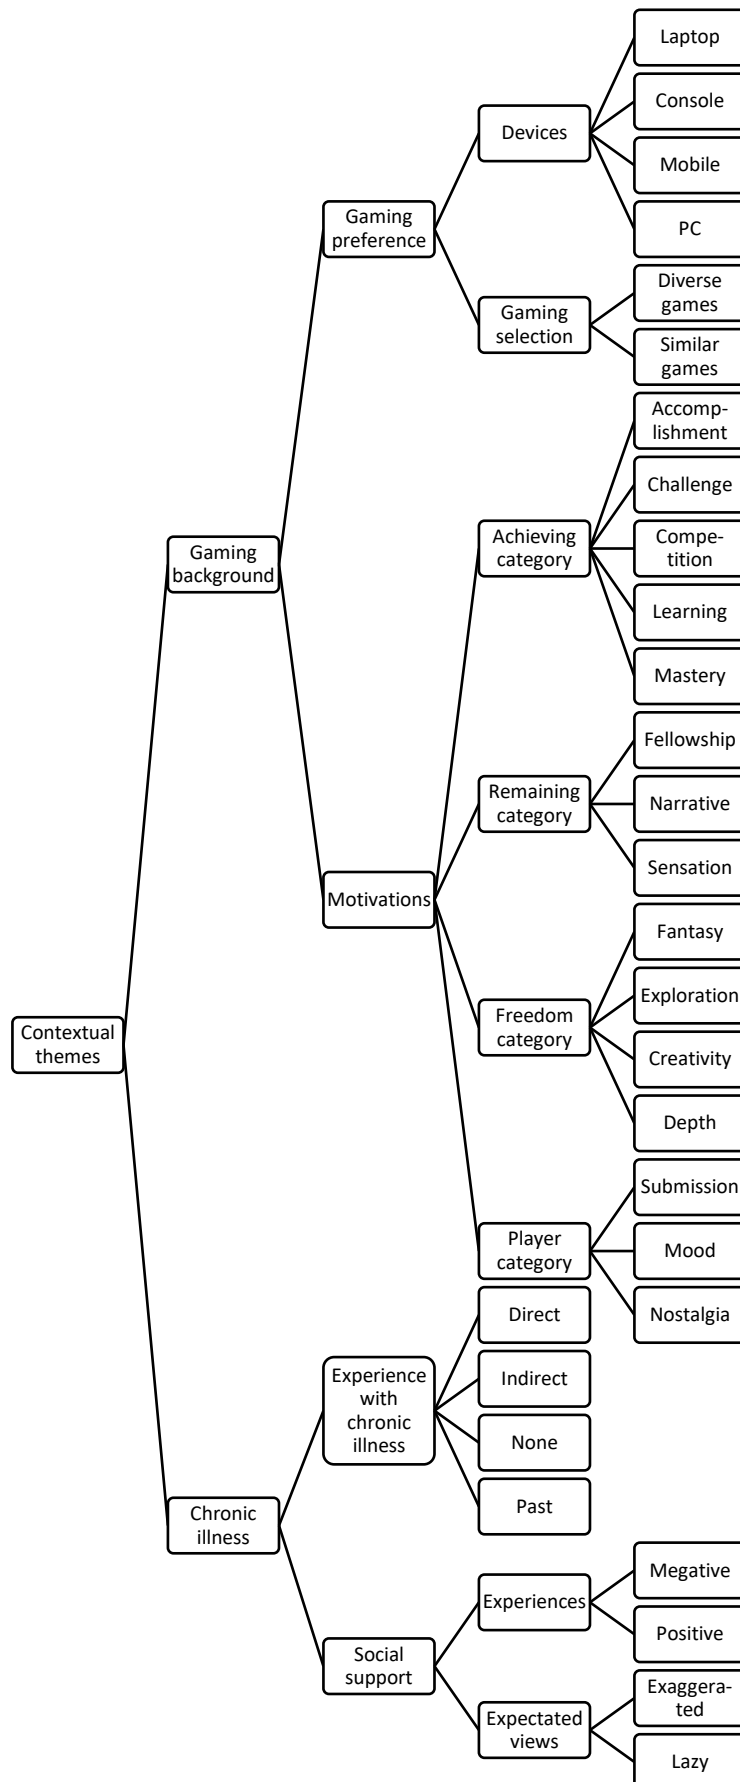 Laptop
Console
Devices
Mobile
Gaming
preference
PC
Diverse
games
Gaming
selection
Similar
games
Accomp-
lishment
Challenge
Achieving
category
Compe-
tition
Gaming
background
Learning
Mastery
Fellowship
Remaining
category
Narrative
Sensation
Motivations
Fantasy
Exploration
Freedom
category
Contextual
themes
Creativity
Depth
Submission
Player
category
Mood
Direct
Nostalgia
Experience
with
chronic
illness
Indirect
None
Past
Chronic
illness
Megative
Experiences
Positive
Social
support
Exaggera-
ted
Expectated
views
Lazy